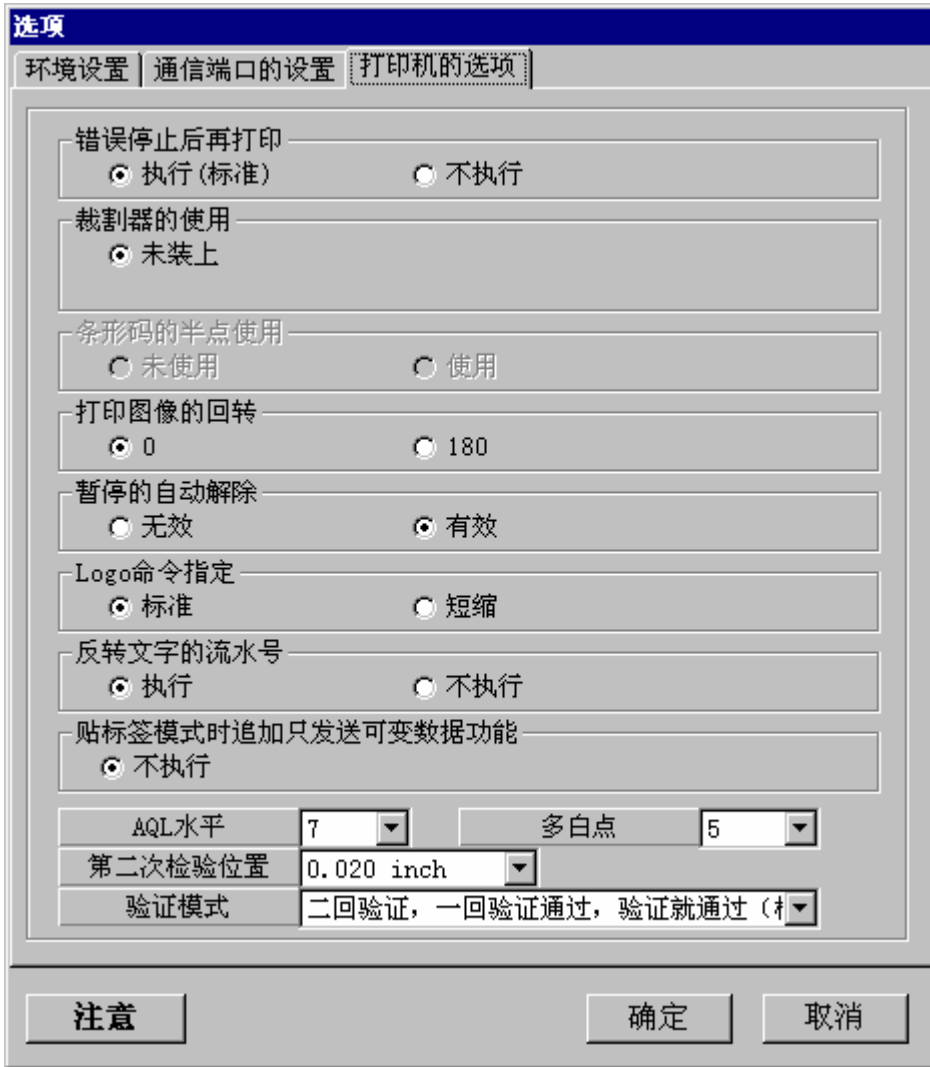 选项
环境设置 通信端口的设置 打印机的选项
错误停止后再打印
执行(标准) 不执行
裁割器的使用
未装上
条形码的半点使用
未使用 使用
打印图像的回转
0 180
暂停的自动解除
无效 有效
Logo命令指定
标准 短缩
反转文字的流水号
执行 不执行
贴标签模式时追加只发送可变数据功能
不执行
AQL水平 7 多白点 5
第二次检验位置 0.020 inch
验证模式 二回验证，一回验证通过，验证就通过（
注意 确定 取消